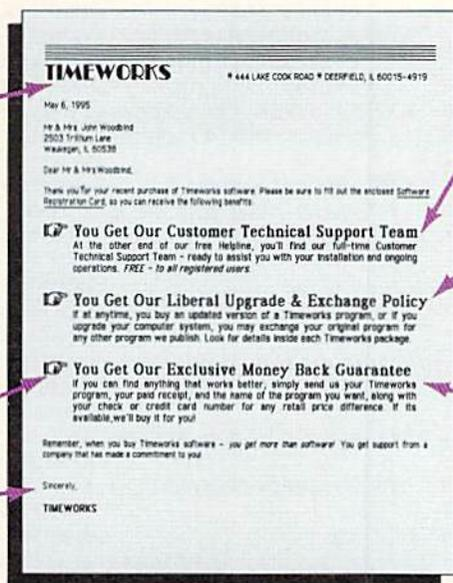 TIMEWORKS
* 444 LAKE COOK ROAD * DEERFIELD, IL 60015-4919
May 6, 1995
Mr & Mrs John Woodbind
2503 Trillium Lane
Waukegan, IL 60538
Dear Mr & Mrs Woodbind,
Thank you for your recent purchase of Timeworks software. Please be sure to fill out the enclosed Software
Registration Card, so you can receive the following benefits.
You Get Our Customer Technical Support Team
At the other end of our free Helpline, you'll find our full-time Customer
Technical Support Team - ready to assist you with your installation and ongoing
operations. FREE - to all registered users.
You Get Our Liberal Upgrade & Exchange Policy
If at anytime, you buy an updated version of a Timeworks program, or if you
upgrade your computer system, you may exchange your original program for
any other program we publish. Look for details inside each Timeworks package.
You Get Our Exclusive Money Back Guarantee
If you can find anything that works better, simply send us your Timeworks
program, your paid receipt, and the name of the program you want, along with
your check or credit card number for any retail price difference. If its
available, we'll buy it for you!
Remember, when you buy Timeworks software - you get more than software! You get support from a
company that has made a commitment to you!
Sincerely,
TIMEWORKS